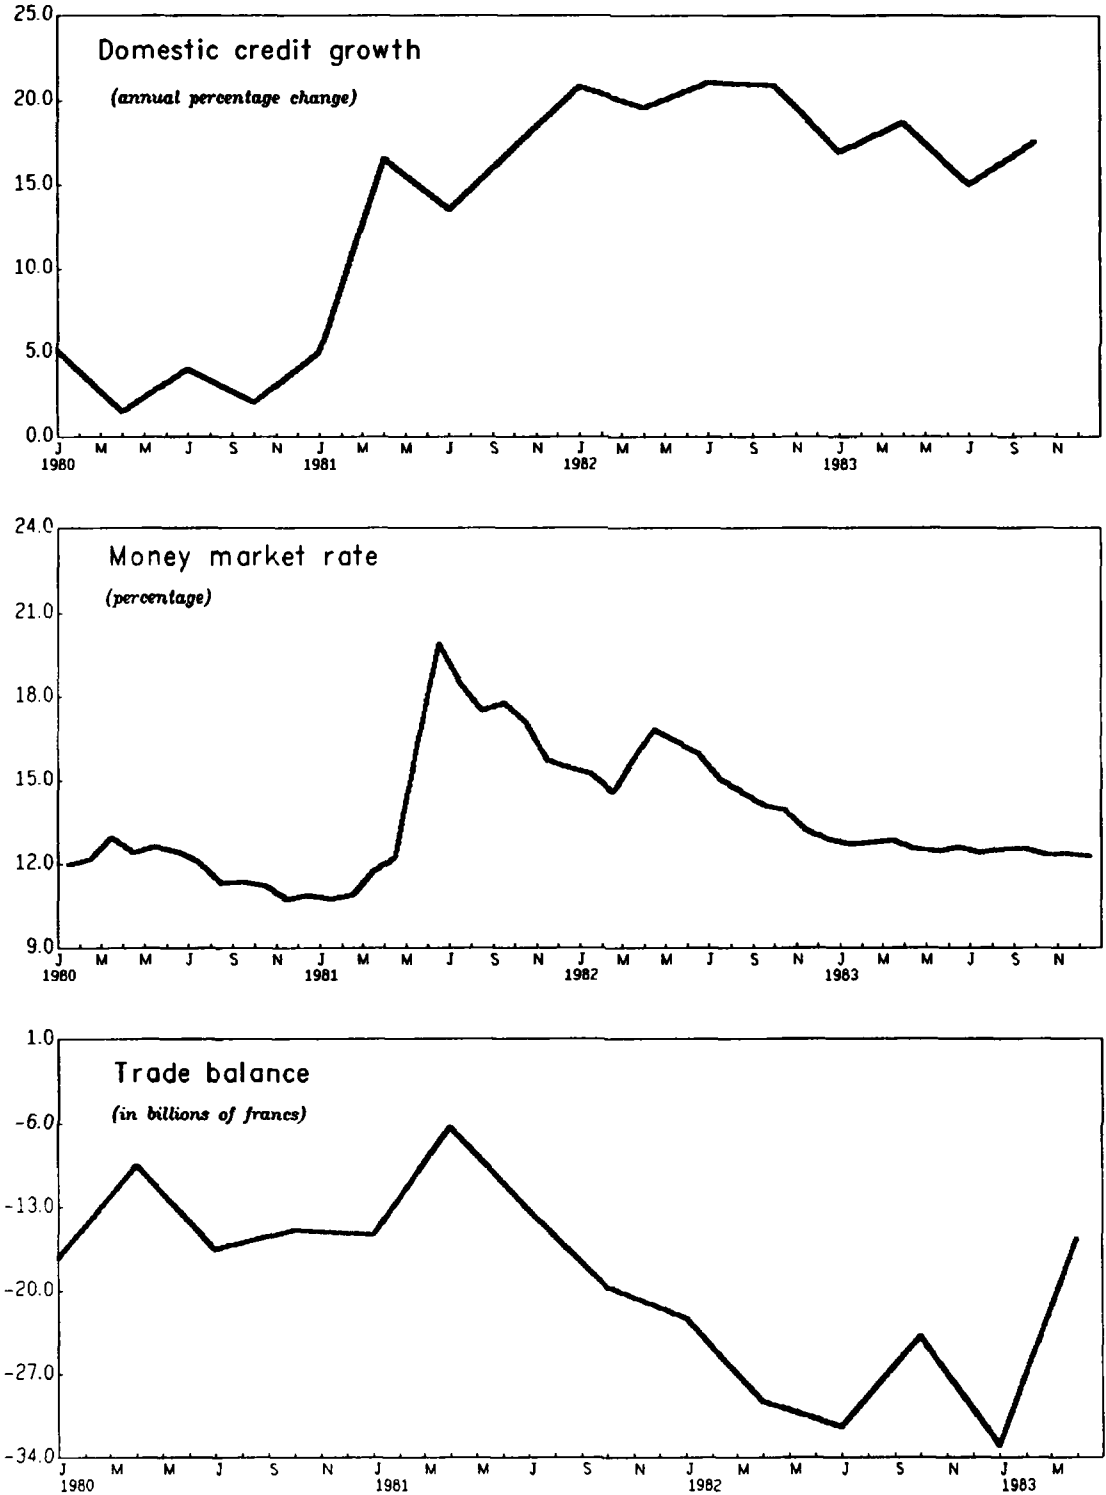 25.0
Domestic credit growth
(annual percentage change)
20.0
15.0
10.0
5.0
0.0
J M M J S N J M M J S N J M M J S N J M M J S N
1980 1981 1982 1983
24.0
Money market rate
(percentage)
21.0
18.0
15.0
12.0
9.0
J M M J S N J M M J S N J M M J S N J M M J S N
1980 1981 1982 1983
1.0
Trade balance
(in billions of francs)
-6.0
-13.0
-20.0
-27.0
-34.0
J M M J S N J M M J S N J M M J S N J M
1980 1981 1982 1983